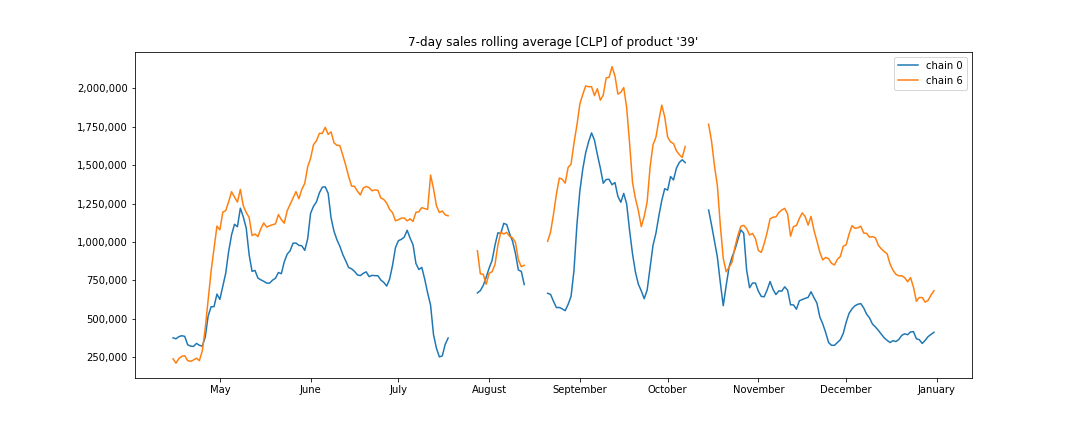 7-day sales rolling average [CLP] of product '39'
chain 0
chain 6
2,000,000
1,750,000
1,500,000
1,250,000
1,000,000
750,000
500,000
250,000
May June July August September October November December January